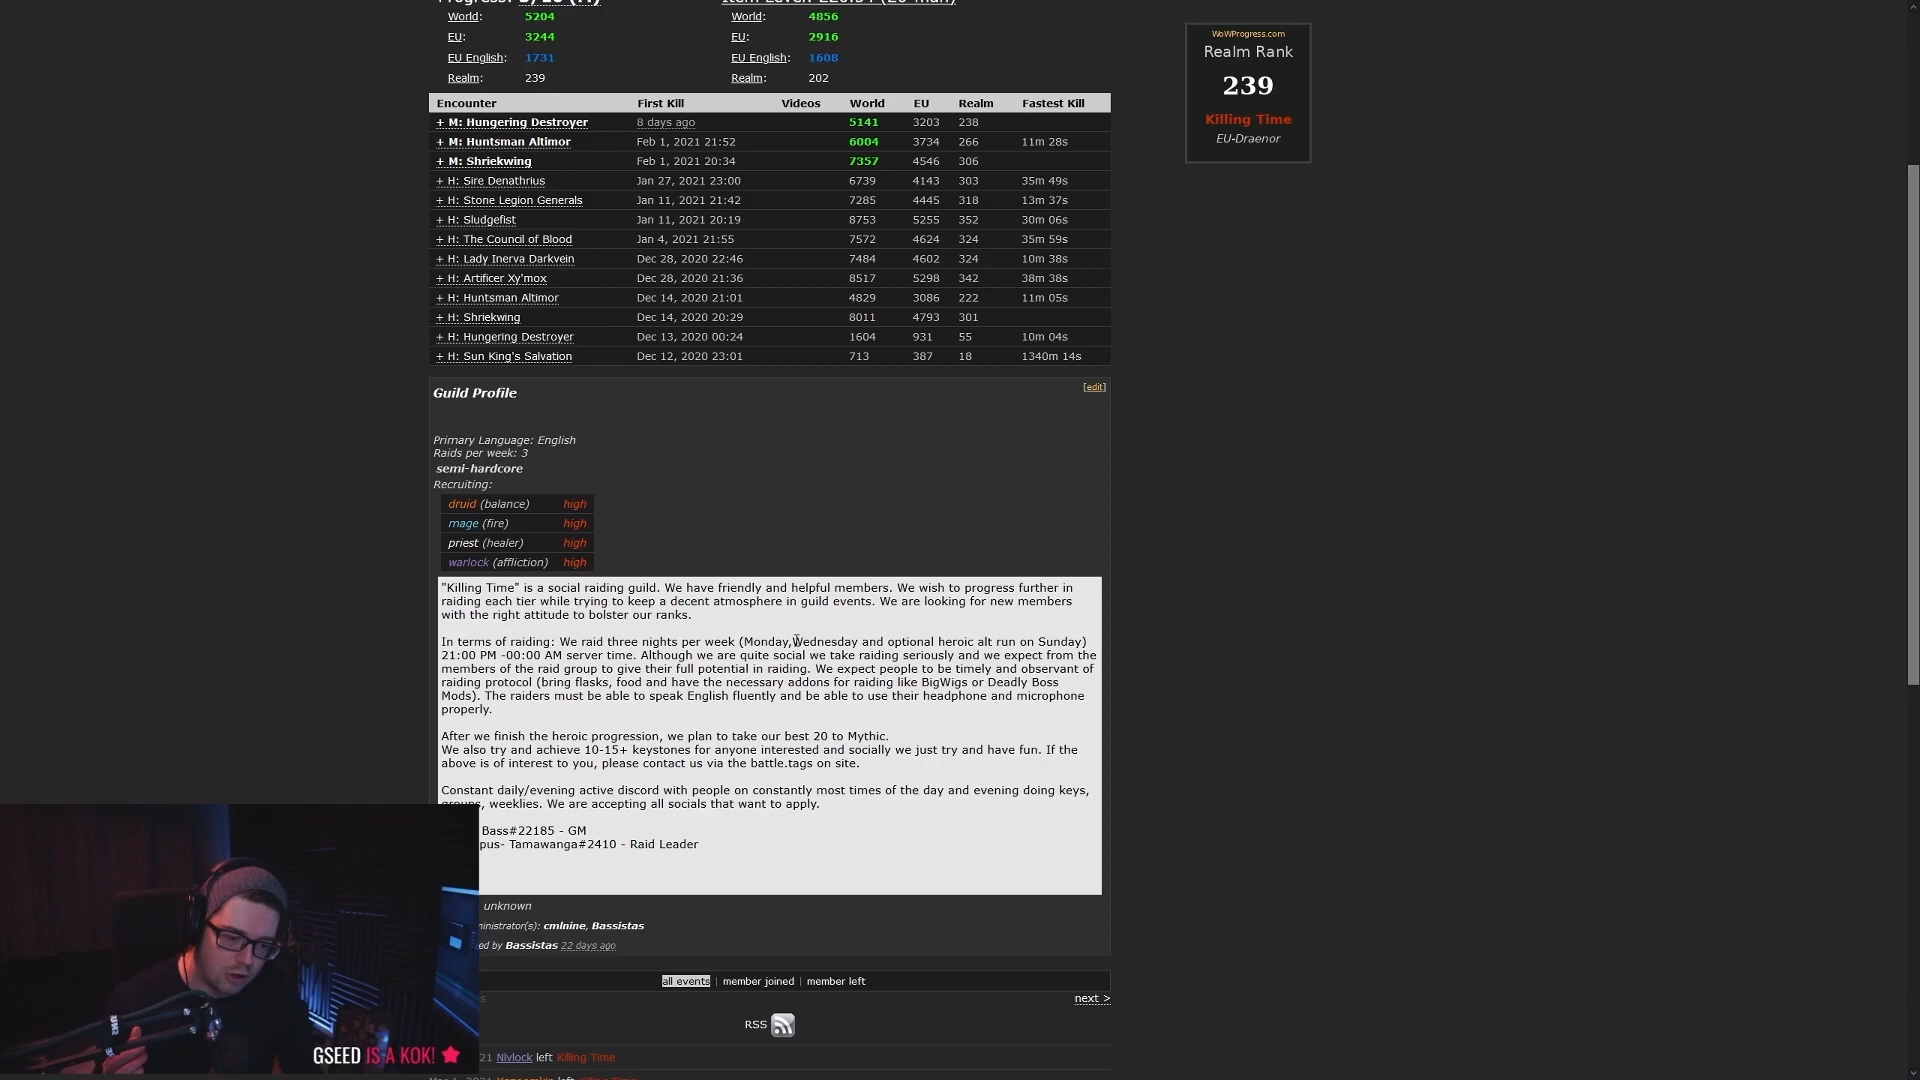 World: 5204 World: 4856
EU: 3244 EU: 2916
EU English: 1731 EU English: 1608
Realm: 239 Realm: 202
WoWProgress.com
Realm Rank
239
Killing Time
EU-Draenor
Encounter First Kill Videos World EU Realm Fastest Kill
+ M: Hungering Destroyer 8 days ago 5141 3203 238
+ M: Huntsman Altimor Feb 1, 2021 21:52 6004 3734 266 11m 28s
+ M: Shriekwing Feb 1, 2021 20:34 7357 4546 306
+ H: Sire Denathrius Jan 27, 2021 23:00 6739 4143 303 35m 49s
+ H: Stone Legion Generals Jan 11, 2021 21:42 7285 4445 318 13m 37s
+ H: Sludgefist Jan 11, 2021 20:19 8753 5255 352 30m 06s
+ H: The Council of Blood Jan 4, 2021 21:55 7572 4624 324 35m 59s
+ H: Lady Inerva Darkvein Dec 28, 2020 22:46 7484 4602 324 10m 38s
+ H: Artificer Xy'mox Dec 28, 2020 21:36 8517 5298 342 38m 38s
+ H: Huntsman Altimor Dec 14, 2020 21:01 4829 3086 222 11m 05s
+ H: Shriekwing Dec 14, 2020 20:29 8011 4793 301
+ H: Hungering Destroyer Dec 13, 2020 00:24 1604 931 55 10m 04s
+ H: Sun King's Salvation Dec 12, 2020 23:01 713 387 18 1340m 14s
Guild Profile [edit]
Primary Language: English
Raids per week: 3
semi-hardcore
Recruiting:
druid (balance) high
mage (fire) high
priest (healer) high
warlock (affliction) high
"Killing Time" is a social raiding guild. We have friendly and helpful members. We wish to progress further in
raiding each tier while trying to keep a decent atmosphere in guild events. We are looking for new members
with the right attitude to bolster our ranks.
In terms of raiding: We raid three nights per week (Monday,Wednesday and optional heroic alt run on Sunday)
21:00 PM -00:00 AM server time. Although we are quite social we take raiding seriously and we expect from the
members of the raid group to give their full potential in raiding. We expect people to be timely and observant of
raiding protocol (bring flasks, food and have the necessary addons for raiding like BigWigs or Deadly Boss
Mods). The raiders must be able to speak English fluently and be able to use their headphone and microphone
properly.
After we finish the heroic progression, we plan to take our best 20 to Mythic.
We also try and achieve 10-15+ keystones for anyone interested and socially we just try and have fun. If the
above is of interest to you, please contact us via the battle.tags on site.
Constant daily/evening active discord with people on constantly most times of the day and evening doing keys,
groups, weeklies. We are accepting all socials that want to apply.
Bass#22185 - GM
pus- Tamawanga#2410 - Raid Leader
unknown
ministrator(s): cmlnine, Bassistas
ed by Bassistas 22 days ago
all events | member joined | member left
next >
RSS
21 Nlvlock left Killing Time
GSEED IS A KOK!